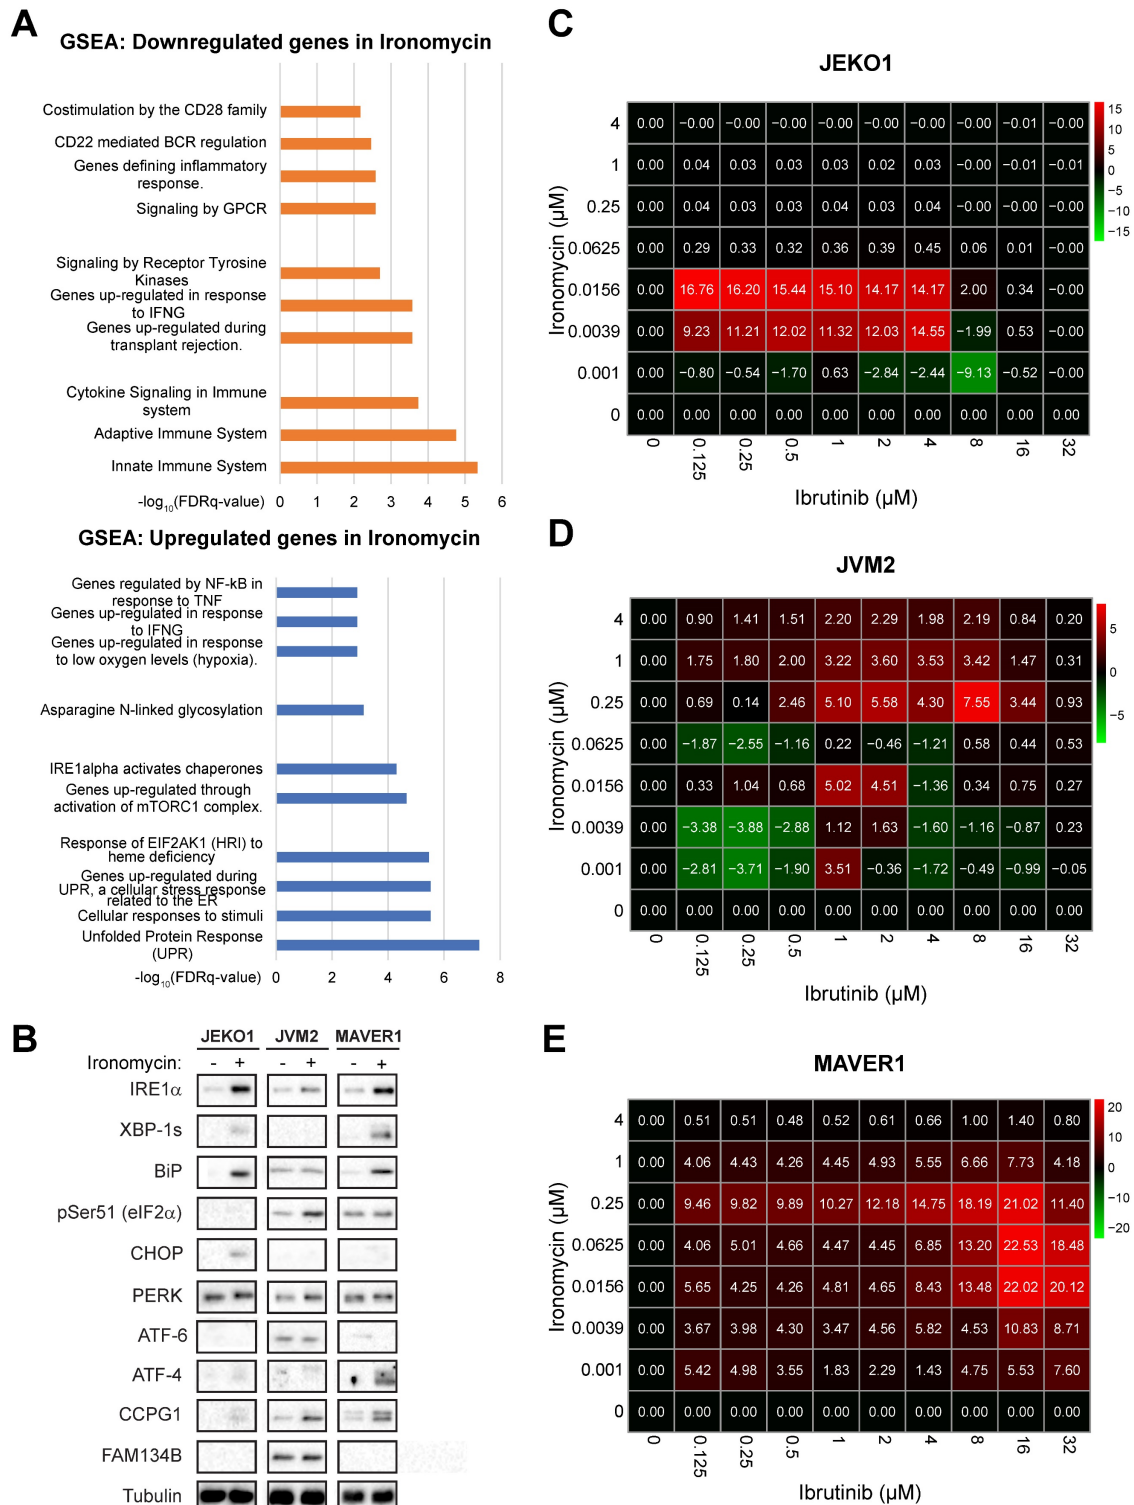 A
GSEA: Downregulated genes in Ironomycin
Costimulation by the CD28 family
CD22 mediated BCR regulation
Genes defining inflammatory
response.
Signaling by GPCR
Signaling by Receptor Tyrosine
Kinases
Genes up-regulated in response
to IFNG
Genes up-regulated during
transplant rejection.
Cytokine Signaling in Immune
system
Adaptive Immune System
Innate Immune System
-log10(FDRq-value) 0 1 2 3 4 5 6
GSEA: Upregulated genes in Ironomycin
Genes regulated by NF-kB in
response to TNF
Genes up-regulated in response
to IFNG
Genes up-regulated in response
to low oxygen levels (hypoxia).
Asparagine N-linked glycosylation
IRE1alpha activates chaperones
Genes up-regulated through
activation of mTORC1 complex.
Response of EIF2AK1 (HRI) to
heme deficiency
Genes up-regulated during
UPR, a cellular stress response
related to the ER
Cellular responses to stimuli
Unfolded Protein Response
(UPR)
-log10(FDRq-value) 0 2 4 6 8
B
JEKO1 JVM2 MAVER1
Ironomycin: - + - + - +
IRE1α
XBP-1s
BiP
pSer51 (eIF2α)
CHOP
PERK
ATF-6
ATF-4
CCPG1
FAM134B
Tubulin
C
JEKO1
Ironomycin (µM)
4 0.00 −0.00 −0.00 −0.00 −0.00 −0.00 −0.00 −0.00 −0.01 −0.00
1 0.00 0.04 0.03 0.03 0.03 0.02 0.03 −0.00 −0.01 −0.01
0.25 0.00 0.04 0.03 0.03 0.04 0.03 0.04 −0.00 −0.00 −0.00
0.0625 0.00 0.29 0.33 0.32 0.36 0.39 0.45 0.06 0.01 −0.00
0.0156 0.00 16.76 16.20 15.44 15.10 14.17 14.17 2.00 0.34 −0.00
0.0039 0.00 9.23 11.21 12.02 11.32 12.03 14.55 −1.99 0.53 −0.00
0.001 0.00 −0.80 −0.54 −1.70 0.63 −2.84 −2.44 −9.13 −0.52 −0.00
0 0.00 0.00 0.00 0.00 0.00 0.00 0.00 0.00 0.00 0.00
0 0.125 0.25 0.5 1 2 4 8 16 32
Ibrutinib (µM)
15
10
5
0
−5
−10
−15
D
JVM2
Ironomycin (µM)
4 0.00 0.90 1.41 1.51 2.20 2.29 1.98 2.19 0.84 0.20
1 0.00 1.75 1.80 2.00 3.22 3.60 3.53 3.42 1.47 0.31
0.25 0.00 0.69 0.14 2.46 5.10 5.58 4.30 7.55 3.44 0.93
0.0625 0.00 −1.87 −2.55 −1.16 0.22 −0.46 −1.21 0.58 0.44 0.53
0.0156 0.00 0.33 1.04 0.68 5.02 4.51 −1.36 0.34 0.75 0.27
0.0039 0.00 −3.38 −3.88 −2.88 1.12 1.63 −1.60 −1.16 −0.87 0.23
0.001 0.00 −2.81 −3.71 −1.90 3.51 −0.36 −1.72 −0.49 −0.99 −0.05
0 0.00 0.00 0.00 0.00 0.00 0.00 0.00 0.00 0.00 0.00
0 0.125 0.25 0.5 1 2 4 8 16 32
Ibrutinib (µM)
5
0
−5
E
MAVER1
Ironomycin (µM)
4 0.00 0.51 0.51 0.48 0.52 0.61 0.66 1.00 1.40 0.80
1 0.00 4.06 4.43 4.26 4.45 4.93 5.55 6.66 7.73 4.18
0.25 0.00 9.46 9.82 9.89 10.27 12.18 14.75 18.19 21.02 11.40
0.0625 0.00 4.06 5.01 4.66 4.47 4.45 6.85 13.20 22.53 18.48
0.0156 0.00 5.65 4.25 4.26 4.81 4.65 8.43 13.48 22.02 20.12
0.0039 0.00 3.67 3.98 4.30 3.47 4.56 5.82 4.53 10.83 8.71
0.001 0.00 5.42 4.98 3.55 1.83 2.29 1.43 4.75 5.53 7.60
0 0.00 0.00 0.00 0.00 0.00 0.00 0.00 0.00 0.00 0.00
0 0.125 0.25 0.5 1 2 4 8 16 32
Ibrutinib (µM)
20
10
0
−10
−20